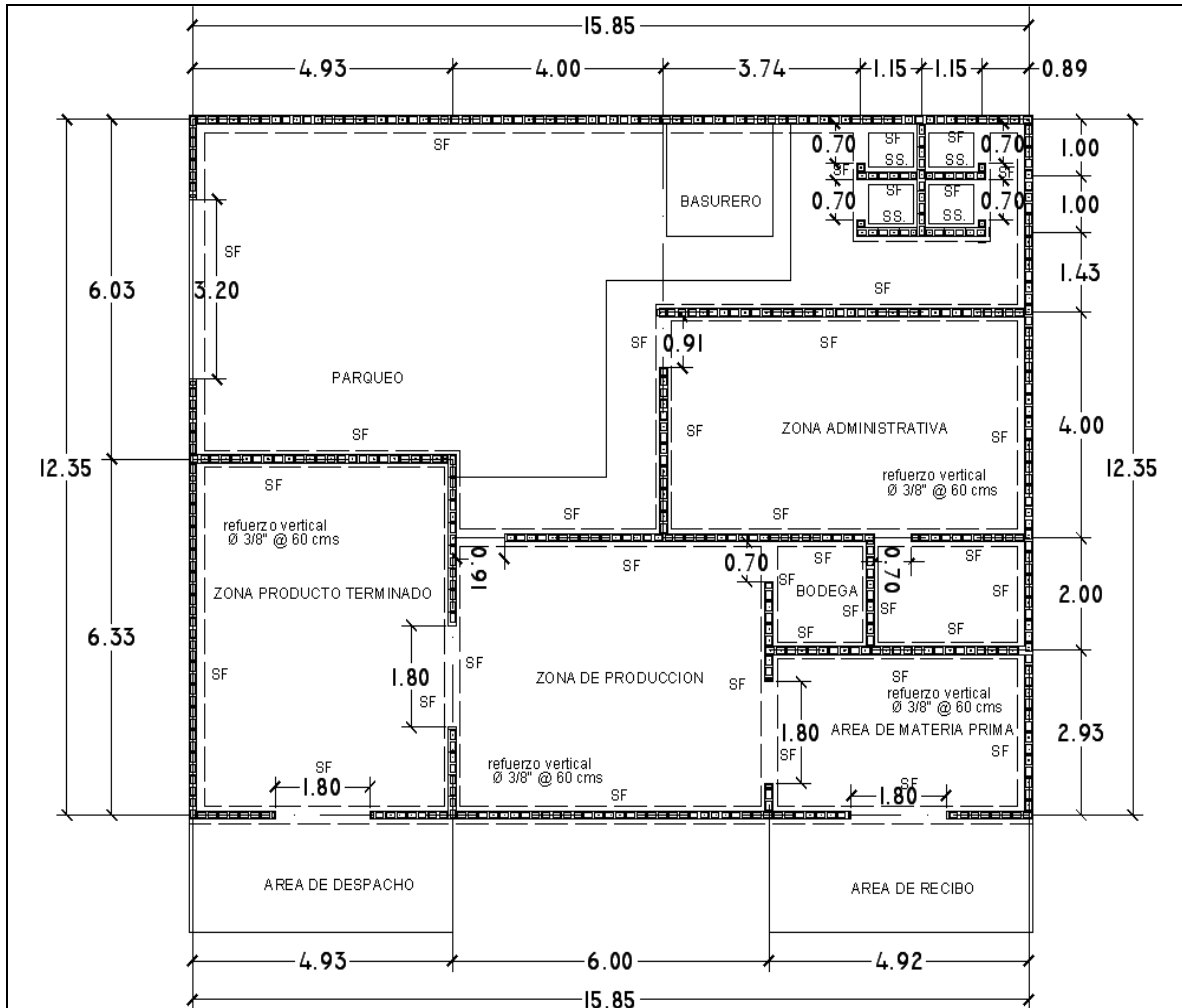 15.85
4.93
4.00
3.74
1.15
1.15
0.89
SF
0.70
SF
SS.
SF
SS.
0.70
1.00
SF
SF
BASURERO
0.70
SF
SS.
SF
SS.
0.70
1.00
SF
1.43
6.03
3.20
SF
SF
0.91
SF
PARQUEO
ZONA ADMINISTRATIVA
4.00
SF
SF
SF
12.35
12.35
SF
refuerzo vertical
Ø 3/8" @ 60 cms
refuerzo vertical
Ø 3/8" @ 60 cms
SF
SF
0.91
SF
0.70
SF
SF
0.70
SF
ZONA PRODUCTO TERMINADO
BODEGA
SF
2.00
SF
SF
SF
SF
6.33
SF
SF
ZONA DE PRODUCCION
SF
SF
1.80
refuerzo vertical
Ø 3/8" @ 60 cms
SF
1.80
AREA DE MATERIA PRIMA
2.93
SF
SF
refuerzo vertical
Ø 3/8" @ 60 cms
SF
1.80
SF
1.80
SF
AREA DE DESPACHO
AREA DE RECIBO
4.93
6.00
4.92
15.85